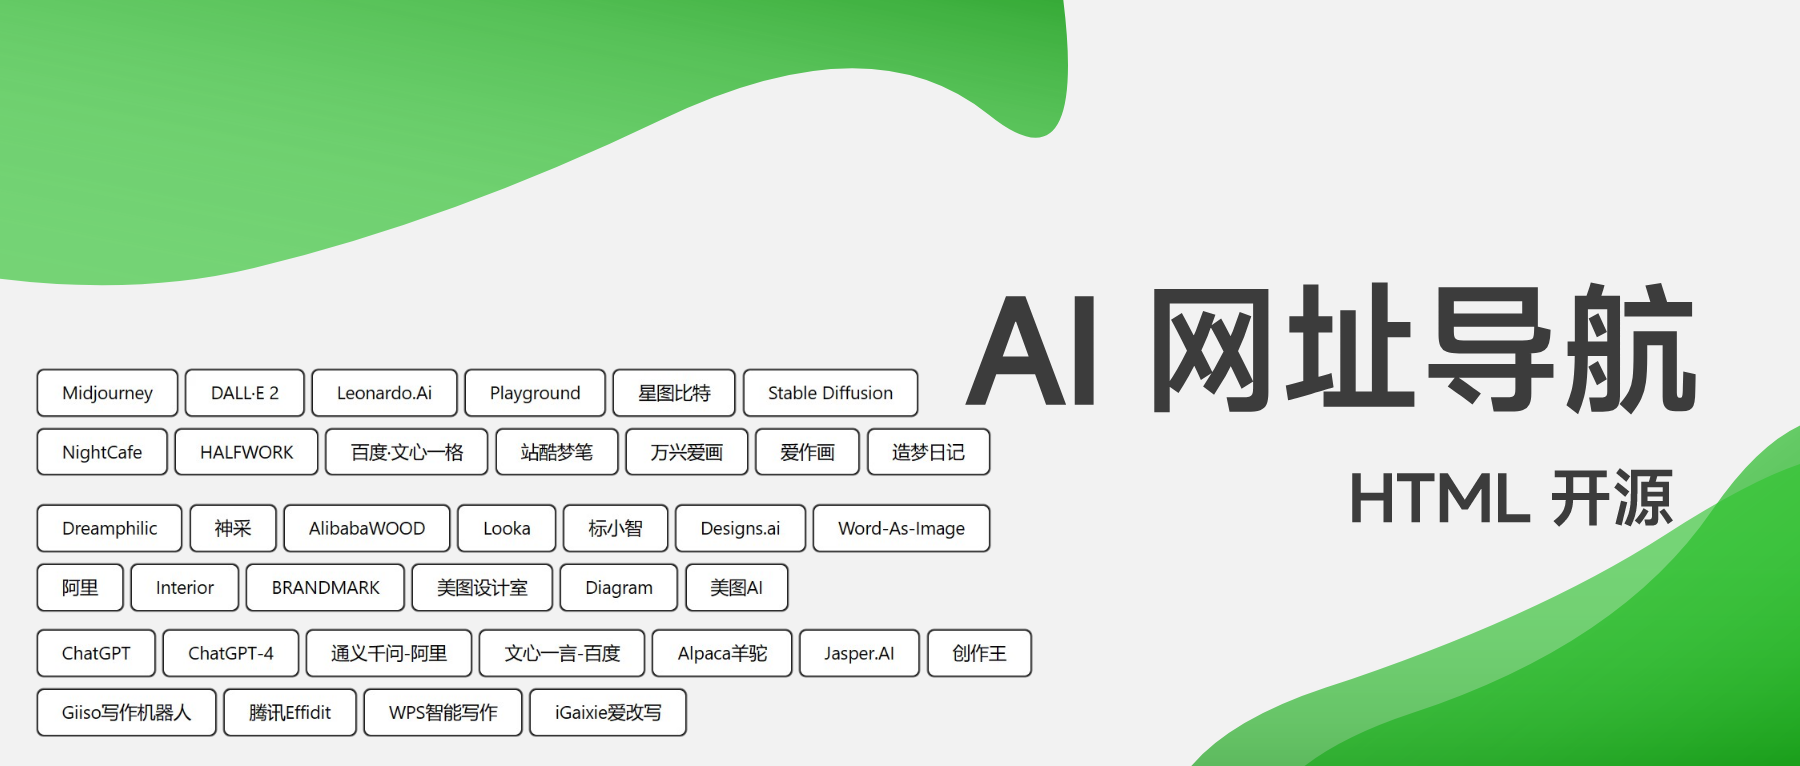 AI 网址导航
HTML 开源
Midjourney DALL·E 2 Leonardo.Ai Playground 星图比特 Stable Diffusion
NightCafe HALFWORK 百度·文心一格 站酷梦笔 万兴爱画 爱作画 造梦日记
Dreamphilic 神采 AlibabaWOOD Looka 标小智 Designs.ai Word-As-Image
阿里 Interior BRANDMARK 美图设计室 Diagram 美图AI
ChatGPT ChatGPT-4 通义千问-阿里 文心一言-百度 Alpaca羊驼 Jasper.AI 创作王
Giiso写作机器人 腾讯Effidit WPS智能写作 iGaixie爱改写